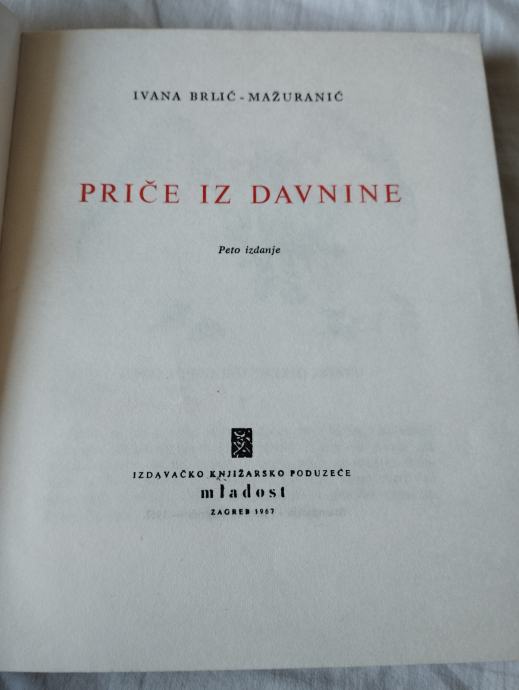 IVANA BRLIĆ-MAŽURANIĆ
PRIČE IZ DAVNINE
Peto izdanje
IZDAVAČKO KNJIŽARSKO PODUZEĆE
mladost
ZAGREB 1967